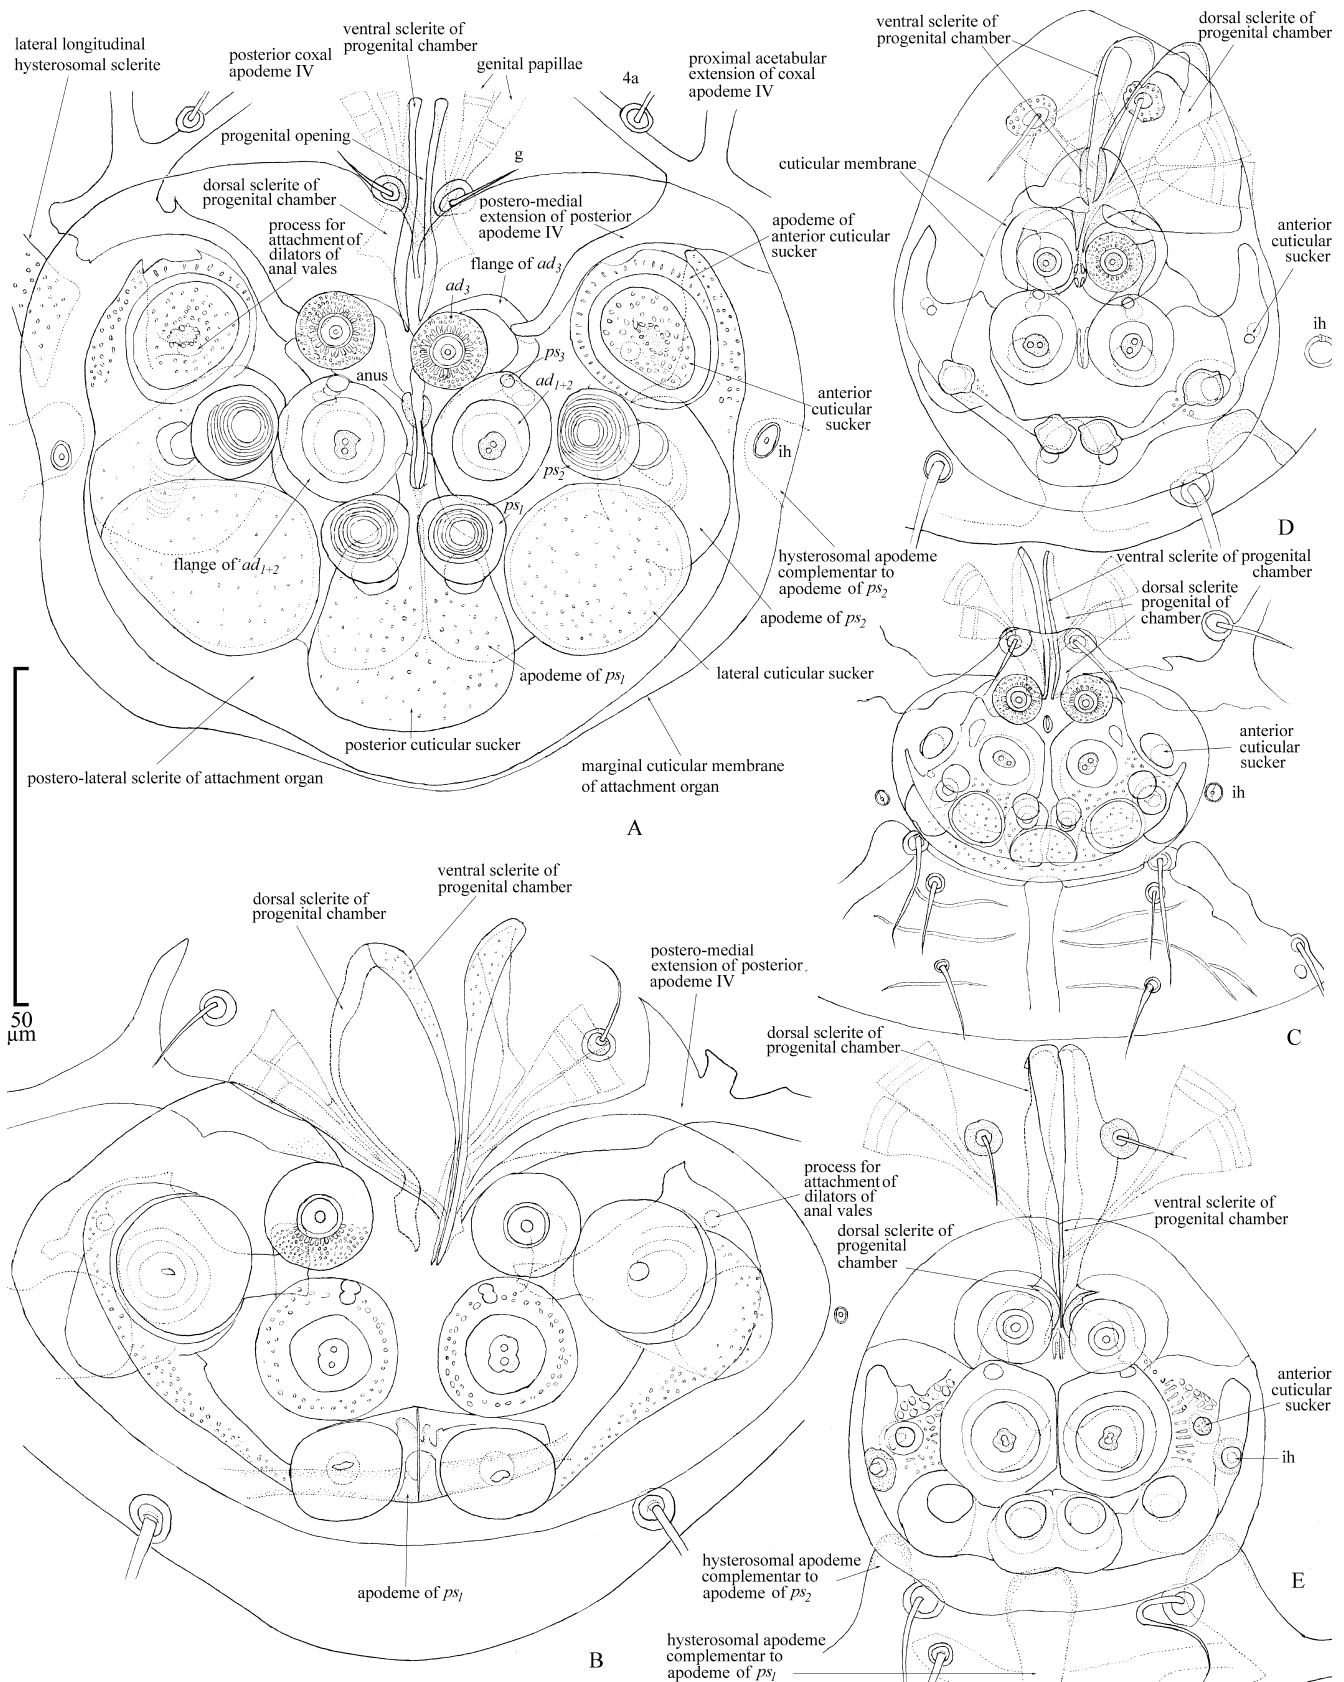 lateral longitudinal
hysterosomal sclerite
posterior coxal
apodeme IV
ventral sclerite of
progenital chamber
genital papillae
4a
proximal acetabular
extension of coxal
apodeme IV
progenital opening
g
dorsal sclerite of
progenital chamber
process for
attachment of
dilators of
anal vales
postero-medial
extension of posterior
apodeme IV
flange of ad3
ad3
apodeme of
anterior cuticular
sucker
anus
ps3
ad1+2
anterior
cuticular
sucker
ih
ps2
ps1
flange of ad1+2
hysterosomal apodeme
complementar to
apodeme of ps2
apodeme of ps2
apodeme of ps1
lateral cuticular sucker
posterior cuticular sucker
postero-lateral sclerite of attachment organ
marginal cuticular membrane
of attachment organ
A
50
µm
ventral sclerite of
progenital chamber
dorsal sclerite of
progenital chamber
cuticular membrane
anterior
cuticular
sucker
ih
D
ventral sclerite of progenital
chamber
dorsal sclerite
progenital of
chamber
anterior
cuticular
sucker
ih
C
dorsal sclerite of
progenital chamber
ventral sclerite of
progenital chamber
postero-medial
extension of posterior
apodeme IV
process for
attachment of
dilators of
anal vales
apodeme of ps1
B
dorsal sclerite of
progenital chamber
ventral sclerite of
progenital chamber
dorsal sclerite of
progenital
chamber
anterior
cuticular
sucker
ih
hysterosomal apodeme
complementar to
apodeme of ps2
E
hysterosomal apodeme
complementar to
apodeme of ps1